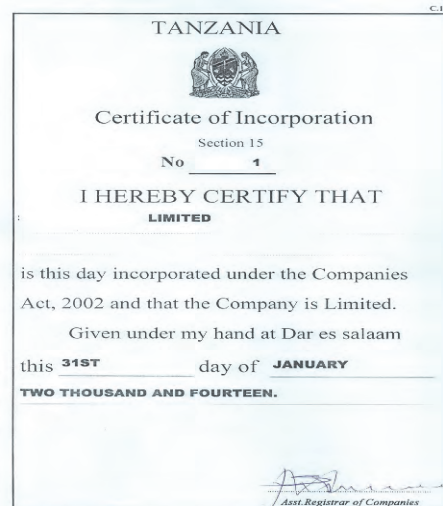 C.1
TANZANIA
Certificate of Incorporation
Section 15
No 1
I HEREBY CERTIFY THAT
LIMITED
is this day incorporated under the Companies
Act, 2002 and that the Company is Limited.
Given under my hand at Dar es salaam
this 31ST day of JANUARY
TWO THOUSAND AND FOURTEEN.
Asst.Registrar of Companies